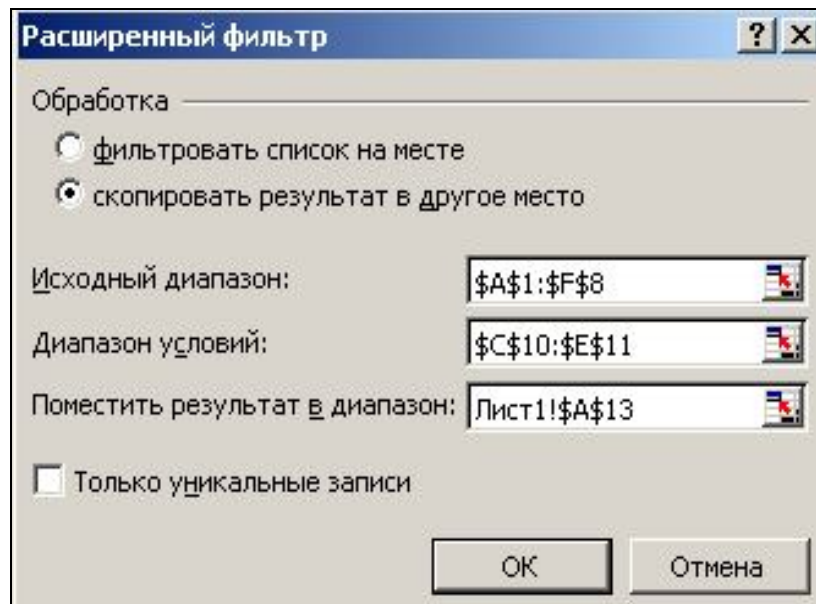 Расширенный фильтр
Обработка
фильтровать список на месте
скопировать результат в другое место
Исходный диапазон: $A$1:$F$8
Диапазон условий: $C$10:$E$11
Поместить результат в диапазон: Лист1!$A$13
Только уникальные записи
ОК Отмена